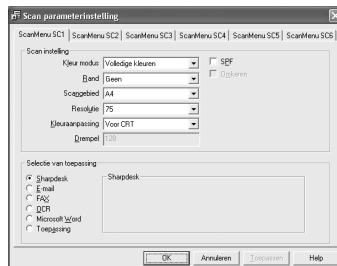 Scan parameterinstelling
ScanMenu SC1 ScanMenu SC2 ScanMenu SC3 ScanMenu SC4 ScanMenu SC5 ScanMenu SC6
Scan instelling
Kleur modus Volledige kleuren SPF
Rand Geen Omkeren
Scangebied A4
Resolutie 75
Kleuraanpassing Voor CRT
Drempel 128
Selectie van toepassing
Sharpdesk Sharpdesk
E-mail
FAX
OCR
Microsoft Word
Toepassing
OK Annuleren Toepassen Help